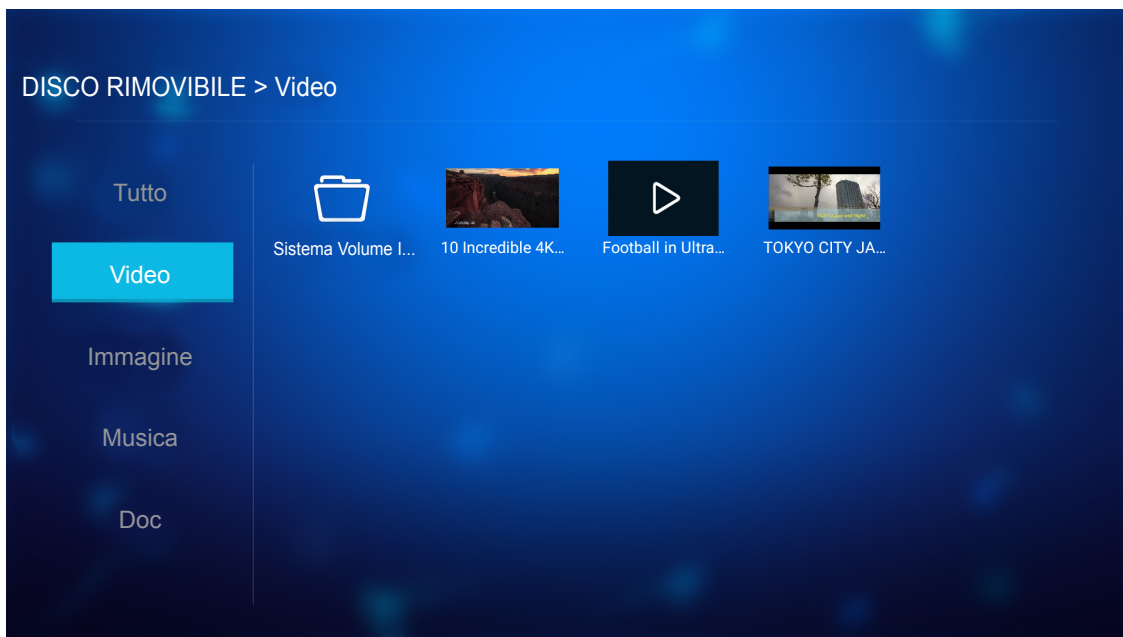 DISCO RIMOVIBILE > Video
Tutto
Video
Immagine
Musica
Doc
Sistema Volume I...
10 Incredible 4K...
Football in Ultra...
TOKYO CITY JA...